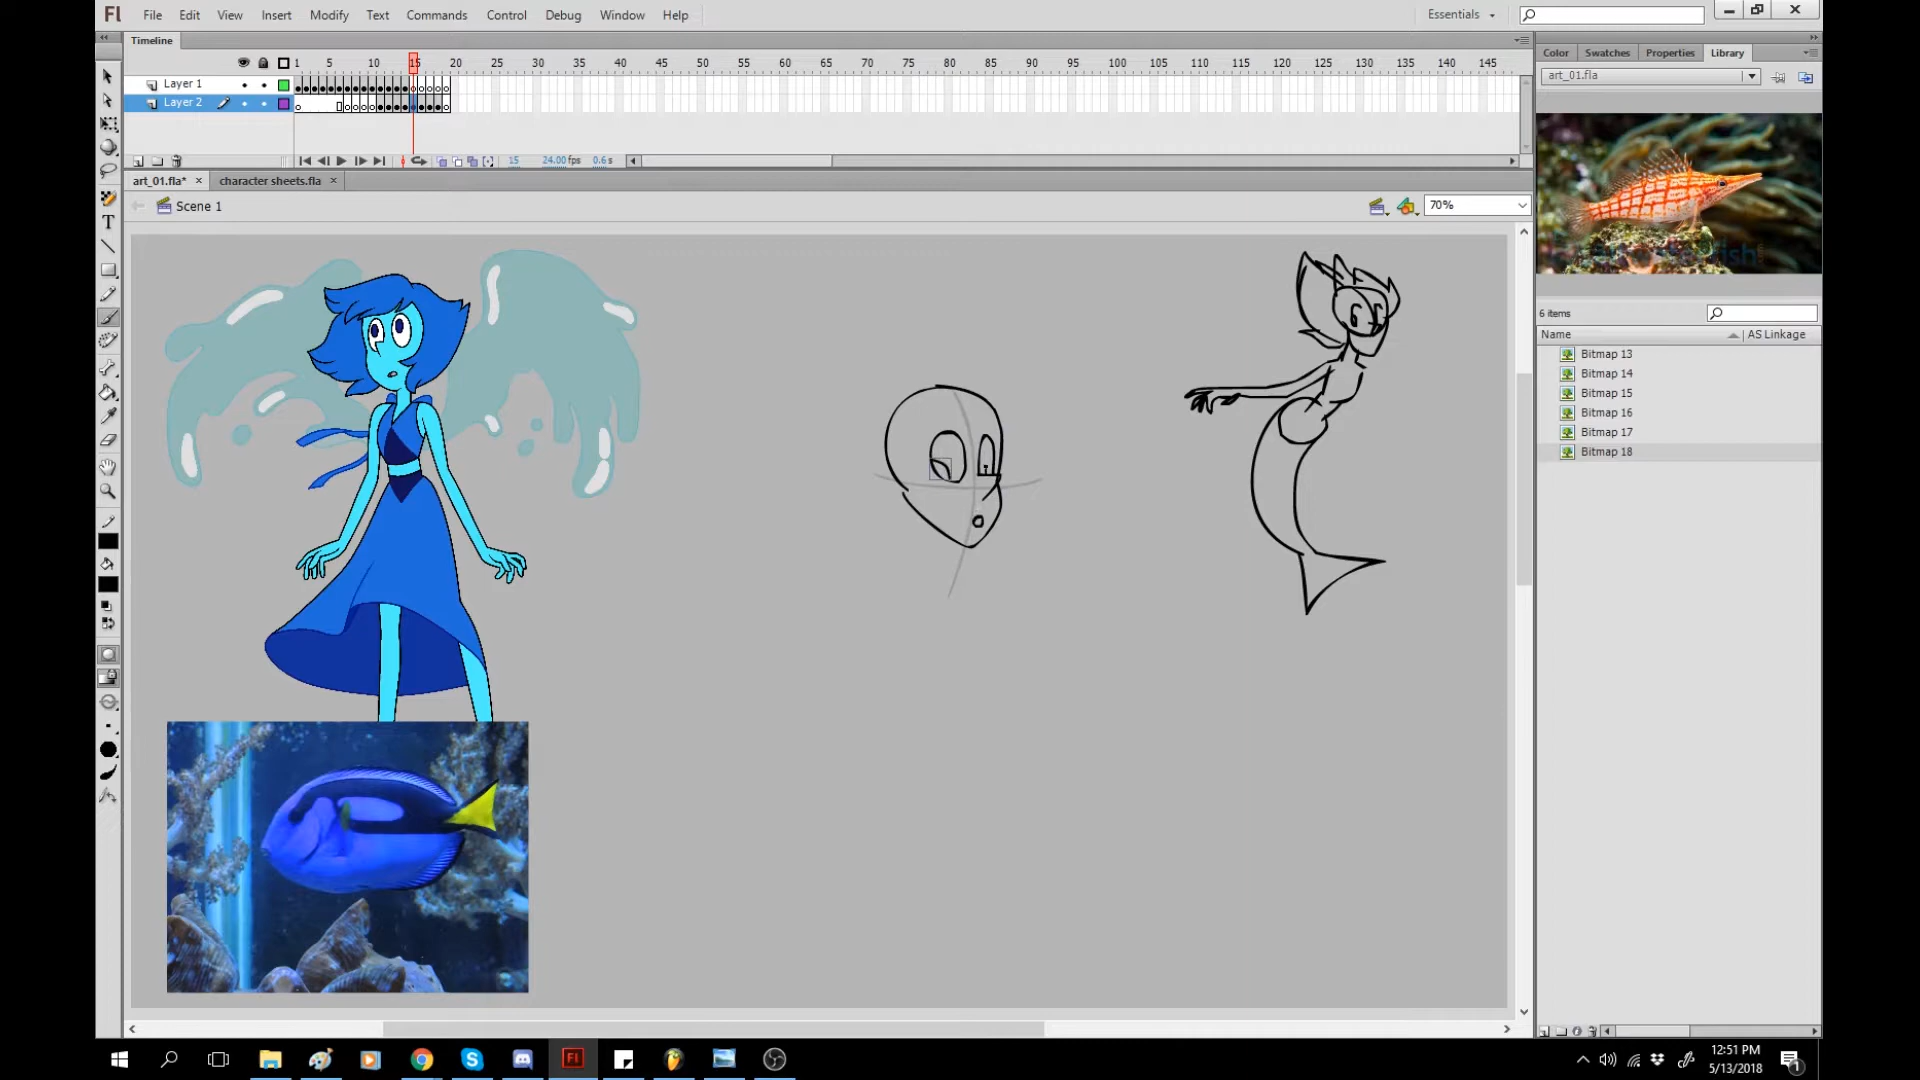 Fl File Edit View Insert Modify Text Commands Control Debug Window Help Essentials
Timeline
1 5 10 15 20 25 30 35 40 45 50 55 60 65 70 75 80 85 90 95 100 105 110 115 120 125 130 135 140 145
Layer 1
Layer 2
15 24.00 fps 0.6 s
art_01.fla* character sheets.fla
Scene 1 70%
Color Swatches Properties Library
art_01.fla
6 items
Name AS Linkage
Bitmap 13
Bitmap 14
Bitmap 15
Bitmap 16
Bitmap 17
Bitmap 18
T
Fl
12:51 PM
5/13/2018
1